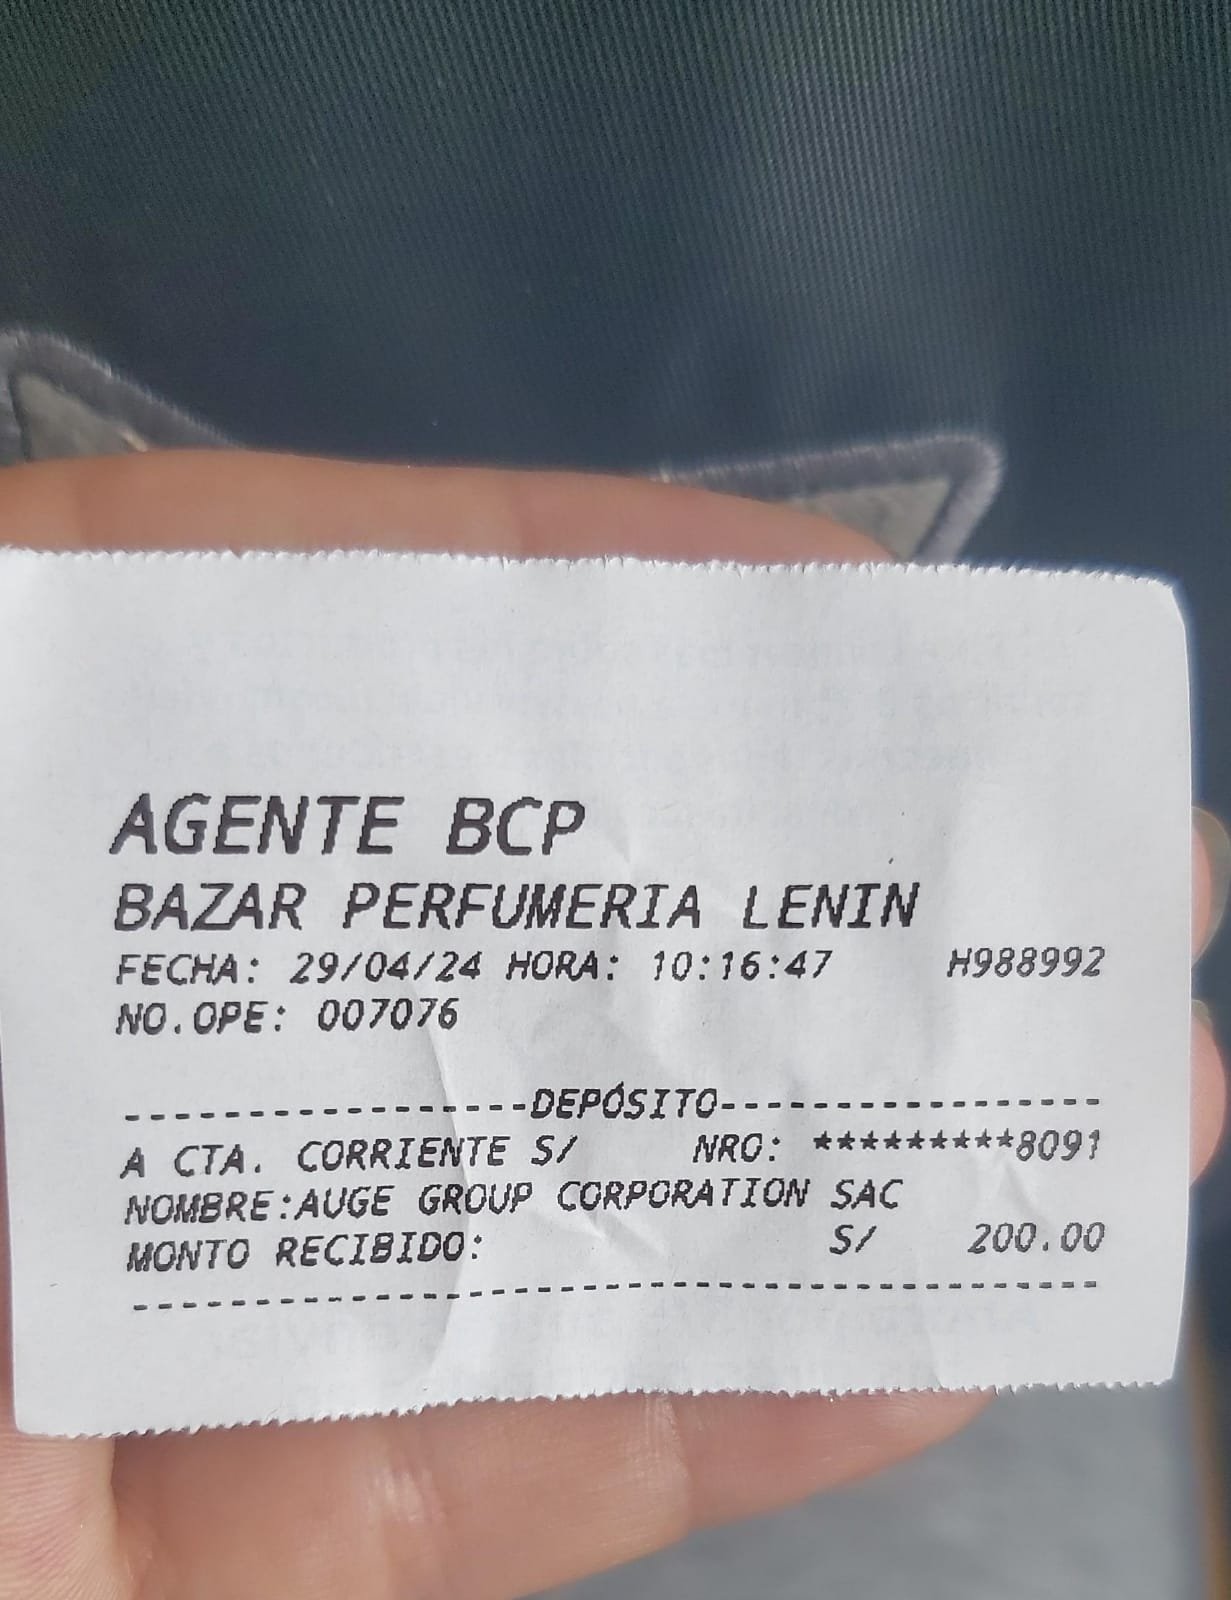 AGENTE BCP
BAZAR PERFUMERIA LENIN
FECHA: 29/04/24 HORA: 10:16:47 H988992
NO.OPE: 007076
------------------DEPÓSITO------------------
A CTA. CORRIENTE S/ NRO: *********8091
NOMBRE:AUGE GROUP CORPORATION SAC
MONTO RECIBIDO: S/ 200.00
--------------------------------------------